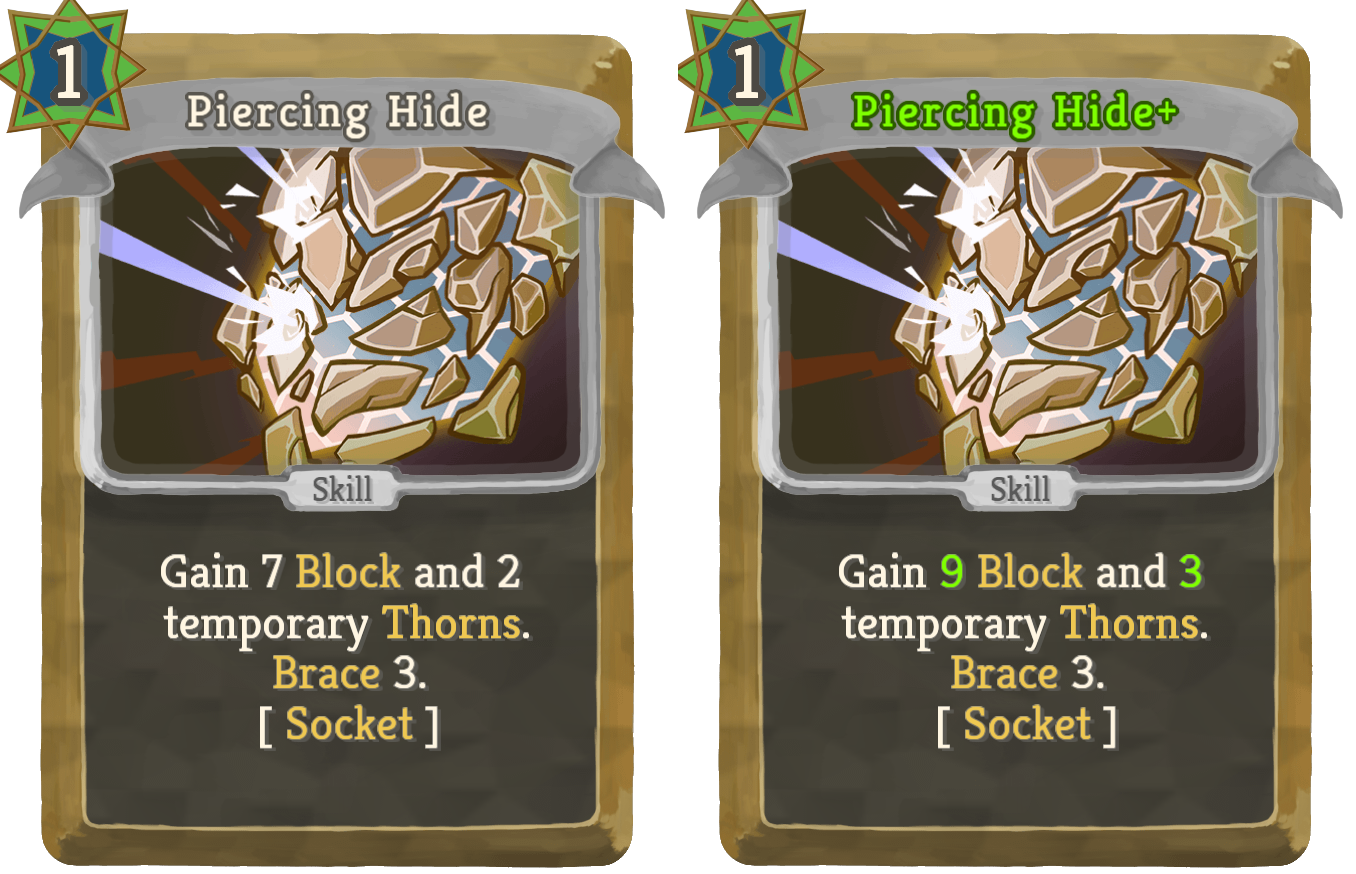 1
Piercing Hide
Skill
Gain 7 Block and 2
temporary Thorns.
Brace 3.
[ Socket ]
1
Piercing Hide+
Skill
Gain 9 Block and 3
temporary Thorns.
Brace 3.
[ Socket ]